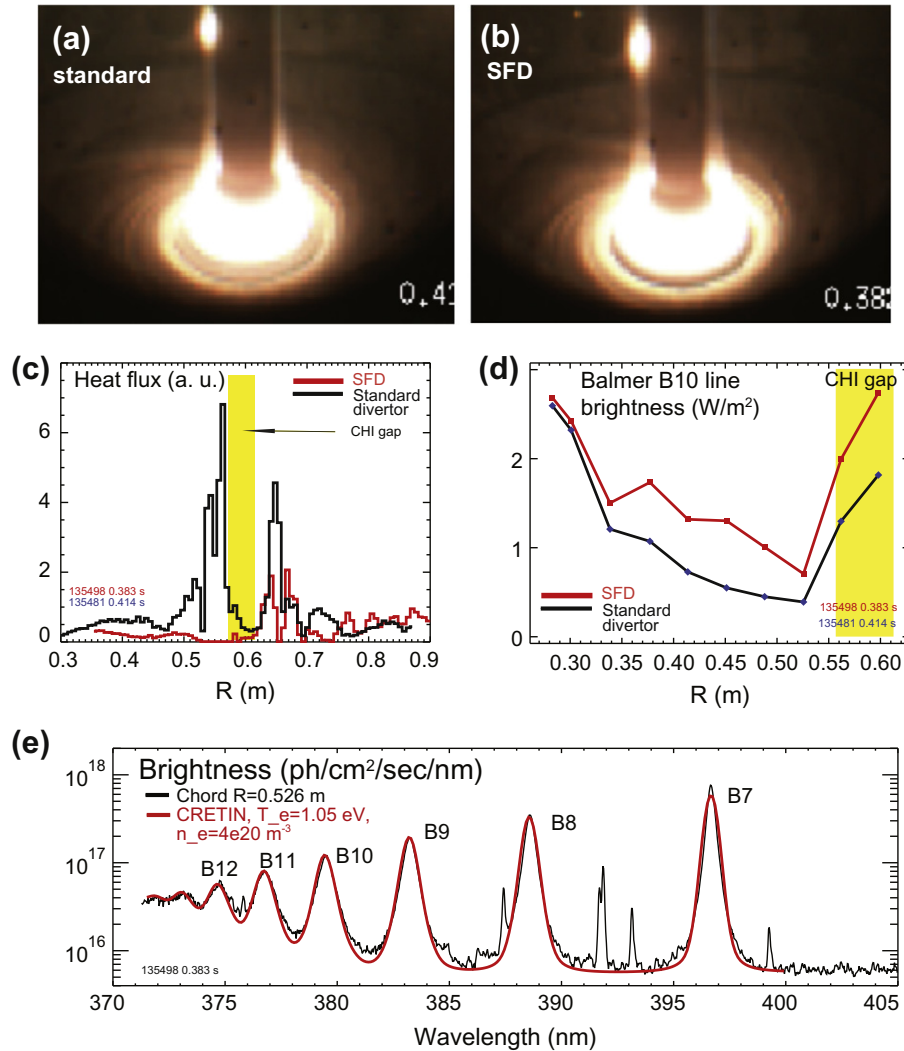 (a)
standard
0.41
(b)
SFD
0.382
(c)
Heat flux (a. u.)
SFD
Standard
divertor
CHI gap
6
4
2
0
135498 0.383 s
135481 0.414 s
0.3 0.4 0.5 0.6 0.7 0.8 0.9
R (m)
(d)
Balmer B10 line
brightness (W/m²)
CHI gap
2
1
0
SFD
Standard
divertor
135498 0.383 s
135481 0.414 s
0.30 0.35 0.40 0.45 0.50 0.55 0.60
R (m)
(e)
Brightness (ph/cm²/sec/nm)
Chord R=0.526 m
CRETIN, T_e=1.05 eV,
n_e=4e20 m⁻³
10¹⁸
10¹⁷
10¹⁶
B12 B11 B10 B9 B8 B7
135498 0.383 s
370 375 380 385 390 395 400 405
Wavelength (nm)